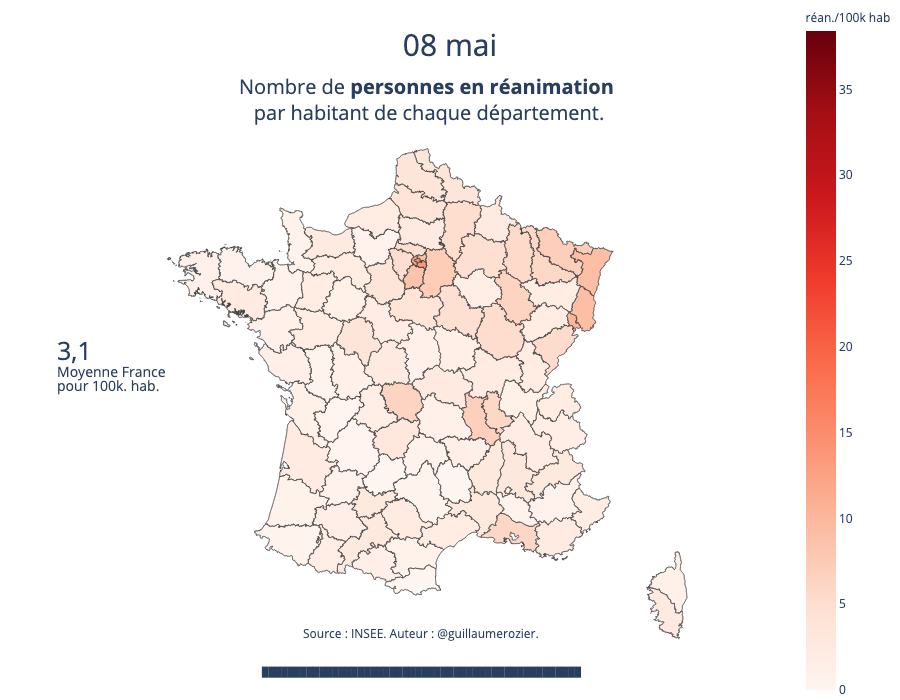 réan./100k hab
08 mai
Nombre de personnes en réanimation
par habitant de chaque département.
35
30
25
20
15
10
5
0
3,1
Moyenne France
pour 100k. hab.
Source : INSEE. Auteur : @guillaumerozier.